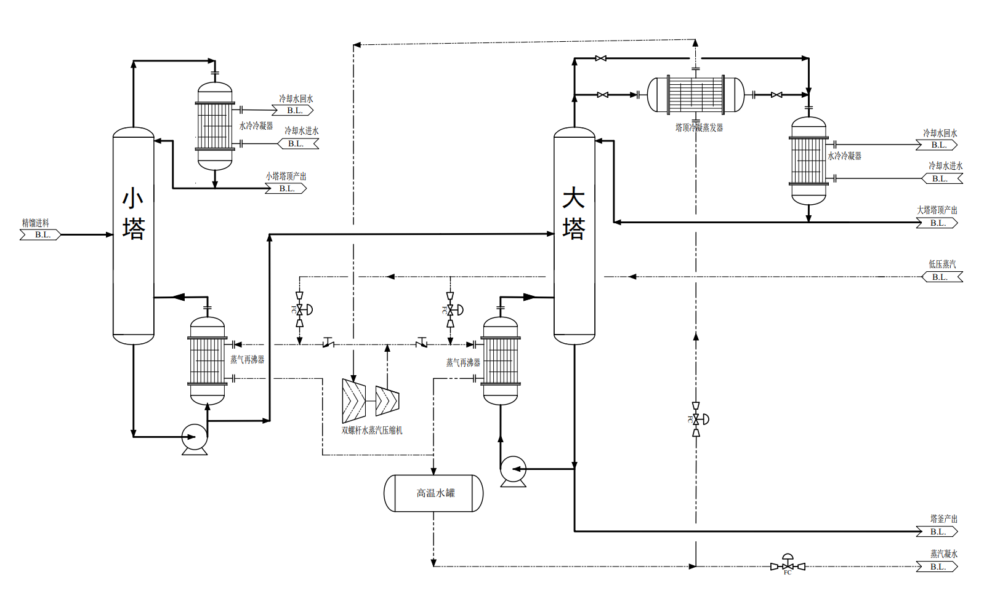 冷却水回水
B.L.
水冷冷凝器
冷却水进水
B.L.
塔顶冷凝蒸发器
冷却水回水
B.L.
水冷冷凝器
冷却水进水
B.L.
小塔塔顶产出
B.L.
小塔
大塔
大塔塔顶产出
B.L.
精馏进料
B.L.
低压蒸汽
B.L.
FC
FC
蒸气再沸器
蒸气再沸器
双螺杆水蒸汽压缩机
FC
高温水罐
塔釜产出
B.L.
蒸汽凝水
B.L.
FC